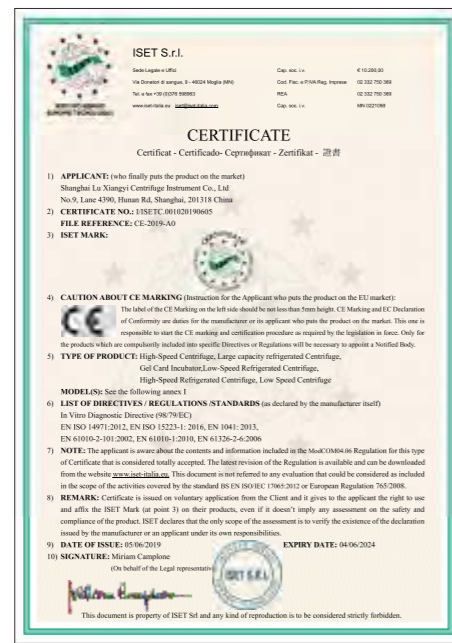 ISET S.r.l.
Sede Legale e Uffici Cap. soc. i.v. € 10.200,00
Via Donatori di sangue, 9 - 46024 Moglia (MN) Cod. Fisc. e P.IVA Reg. Imprese 02 332 750 369
Tel. e fax +39 (0)376 598963 REA 02 332 750 369
www.iset-italia.eu iset@iset-italia.com Cap. soc. i.v. MN 0221098
CERTIFICATE
Certificat - Certificado- Сертификат - Zertifikat - 證書
1) APPLICANT: (who finally puts the product on the market)
Shanghai Lu Xiangyi Centrifuge Instrument Co., Ltd
No.9, Lane 4390, Hunan Rd, Shanghai, 201318 China
2) CERTIFICATE NO.: I/ISETC.001020190605
FILE REFERENCE: CE-2019-A0
3) ISET MARK:
4) CAUTION ABOUT CE MARKING (Instruction for the Applicant who puts the product on the EU market):
The label of the CE Marking on the left side should be not less than 5mm height. CE Marking and EC Declaration
of Conformity are duties for the manufacturer or its applicant who puts the product on the market. This one is
responsible to start the CE marking and certification procedure as required by the legislation in force. Only for
the products which are compulsorily included into specific Directives or Regulations will be necessary to appoint a Notified Body.
CE
5) TYPE OF PRODUCT: High-Speed Centrifuge, Large capacity refrigerated Centrifuge,
Gel Card Incubator,Low-Speed Refrigerated Centrifuge,
High-Speed Refrigerated Centrifuge, Low Speed Centrifuge
MODEL(S): See the following annex I
6) LIST OF DIRECTIVES / REGULATIONS /STANDARDS (as declared by the manufacturer itself)
In Vitro Diagnostic Directive (98/79/EC)
EN ISO 14971:2012, EN ISO 15223-1: 2016, EN 1041: 2013,
EN 61010-2-101:2002, EN 61010-1:2010, EN 61326-2-6:2006
7) NOTE: The applicant is aware about the contents and information included in the ModCOM04.06 Regulation for this type
of Certificate that is considered totally accepted. The latest revision of the Regulation is available and can be downloaded
from the website www.iset-italia.eu. This document is not referred to any evaluation that could be considered as included
in the scope of the activities covered by the standard BS EN ISO/IEC 17065:2012 or European Regulation 765/2008.
8) REMARK: Certificate is issued on voluntary application from the Client and it gives to the applicant the right to use
and affix the ISET Mark (at point 3) on their products, even if it doesn't imply any assessment on the safety and
compliance of the product. ISET declares that the only scope of the assessment is to verify the existence of the declaration
issued by the manufacturer or an applicant under its own responsibilities.
9) DATE OF ISSUE: 05/06/2019 EXPIRY DATE: 04/06/2024
10) SIGNATURE: Miriam Camplone
(On behalf of the Legal representative)
ISET S.R.L.
This document is property of ISET Srl and any kind of reproduction is to be considered strictly forbidden.